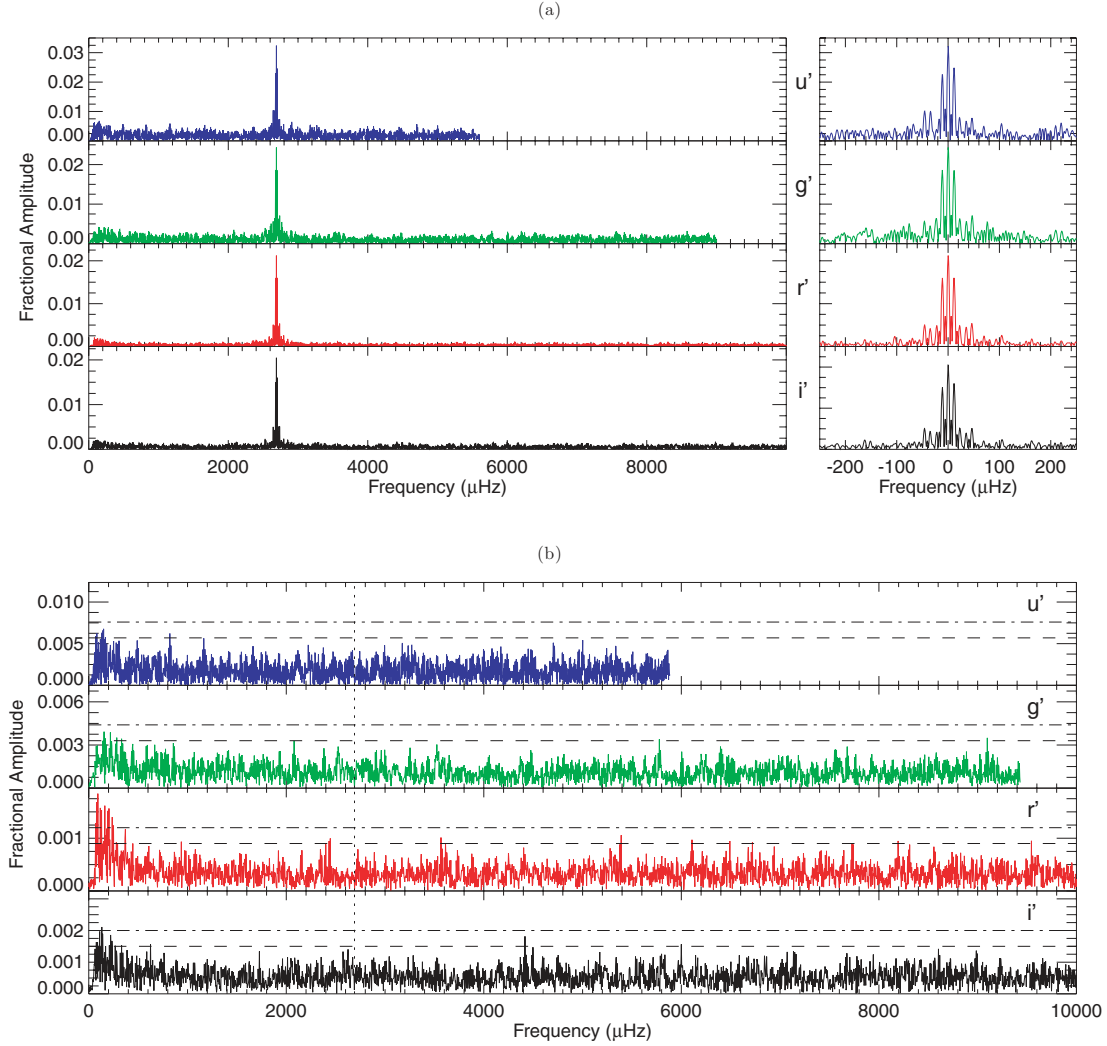 (a)
Fractional Amplitude
0.03
0.02
0.01
0.00
u'
0.02
0.01
0.00
g'
0.02
0.01
0.00
r'
0.02
0.01
0.00
i'
0 2000 4000 6000 8000
-200 -100 0 100 200
Frequency (μHz)
Frequency (μHz)
(b)
Fractional Amplitude
0.010
0.005
0.000
u'
0.006
0.003
0.000
g'
0.001
0.000
r'
0.002
0.001
0.000
i'
0 2000 4000 6000 8000 10000
Frequency (μHz)